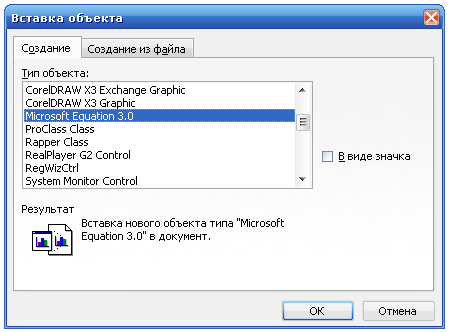 Вставка объекта
Создание
Создание из файла
Тип объекта:
CorelDRAW X3 Exchange Graphic
CorelDRAW X3 Graphic
Microsoft Equation 3.0
ProClass Class
Rapper Class
RealPlayer G2 Control
RegWizCtrl
System Monitor Control
В виде значка
Результат
Вставка нового объекта типа "Microsoft
Equation 3.0" в документ.
OK
Отмена